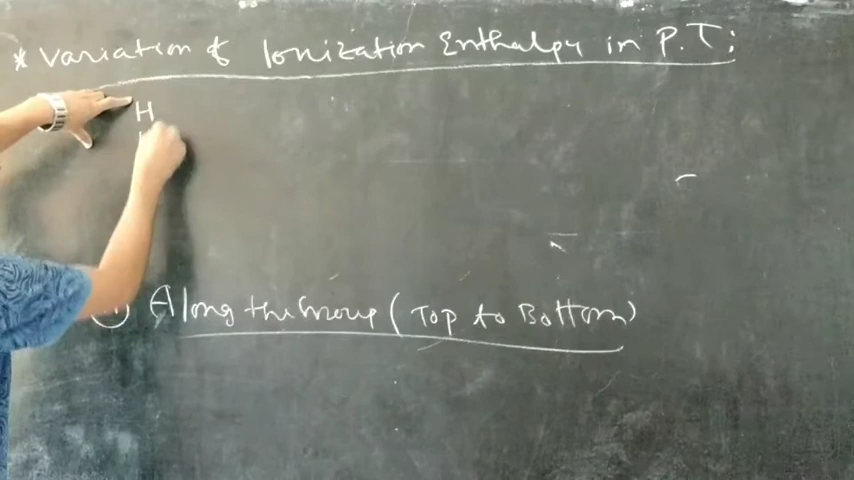 * Variation of Ionization Enthalpy in P.T:
H
① Along the Group (Top to Bottom)